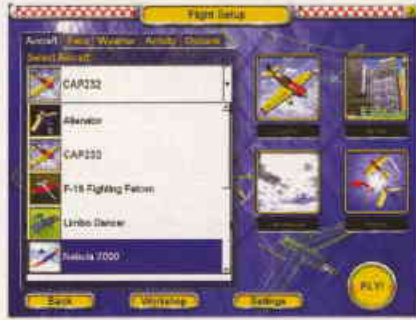 Flight Setup
Aircraft Field Weather Activity Options
Select Aircraft
CAP232
Alienator
CAP232
F-16 Fighting Falcon
Limbo Dancer
Nebula 2000
Back Workshop Settings
FLY!